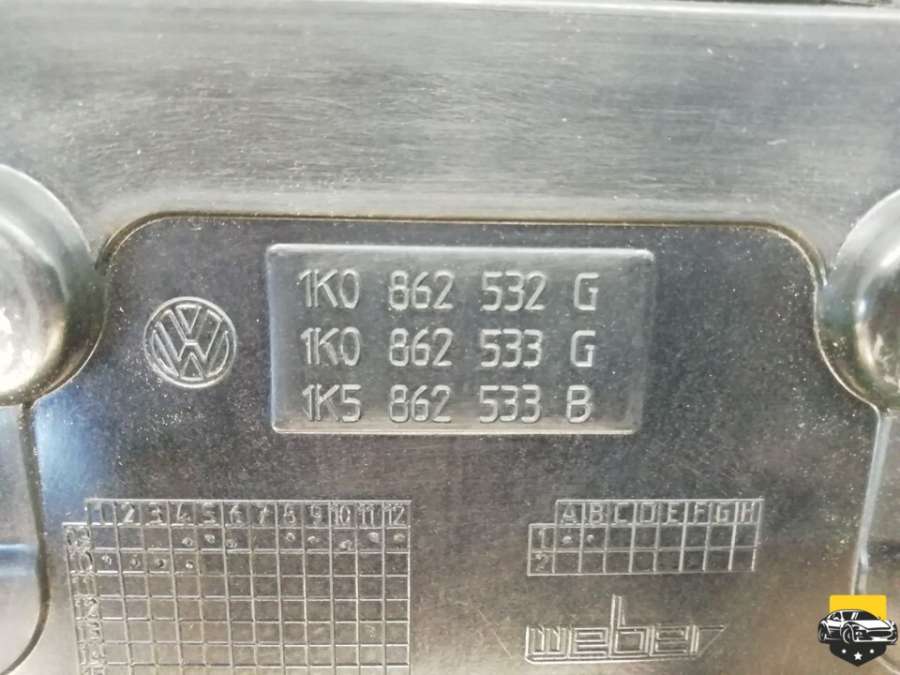 1K0 862 532 G
1K0 862 533 G
1K5 862 533 B
1 2 3 4 5 6 7 8 9 10 11 12
A B C D E F G H
1
2
weber